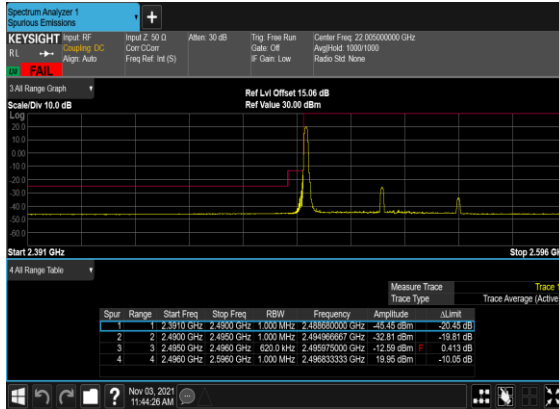 Spectrum Analyzer 1
Spurious Emissions
+
KEYSIGHT Input: RF Input Z: 50 Ω Atten: 30 dB Trig: Free Run Center Freq: 22.005000000 GHz
RL Coupling: DC Corr CCorr Gate: Off Avg|Hold: 1000/1000
Align: Auto Freq Ref: Int (S) IF Gain: Low Radio Std: None
LV FAIL
3 All Range Graph Ref Lvl Offset 15.06 dB
Scale/Div 10.0 dB Ref Value 30.00 dBm
Log
20.0
10.0
0.00
-10.0
-20.0
-30.0
-40.0
-50.0
-60.0
Start 2.391 GHz Stop 2.596 GH
4 All Range Table
Measure Trace Trace 1
Trace Type Trace Average (Active
Spur Range Start Freq Stop Freq RBW Frequency Amplitude ΔLimit
1 1 2.3910 GHz 2.4900 GHz 1.000 MHz 2.488680000 GHz -45.45 dBm -20.45 dB
2 2 2.4900 GHz 2.4950 GHz 1.000 MHz 2.494966667 GHz -32.81 dBm -19.81 dB
3 3 2.4950 GHz 2.4960 GHz 620.0 kHz 2.495975000 GHz -12.59 dBm F 0.413 dB
4 4 2.4960 GHz 2.5960 GHz 1.000 MHz 2.496833333 GHz 19.95 dBm -10.05 dB
? Nov 03, 2021
11:44:26 AM